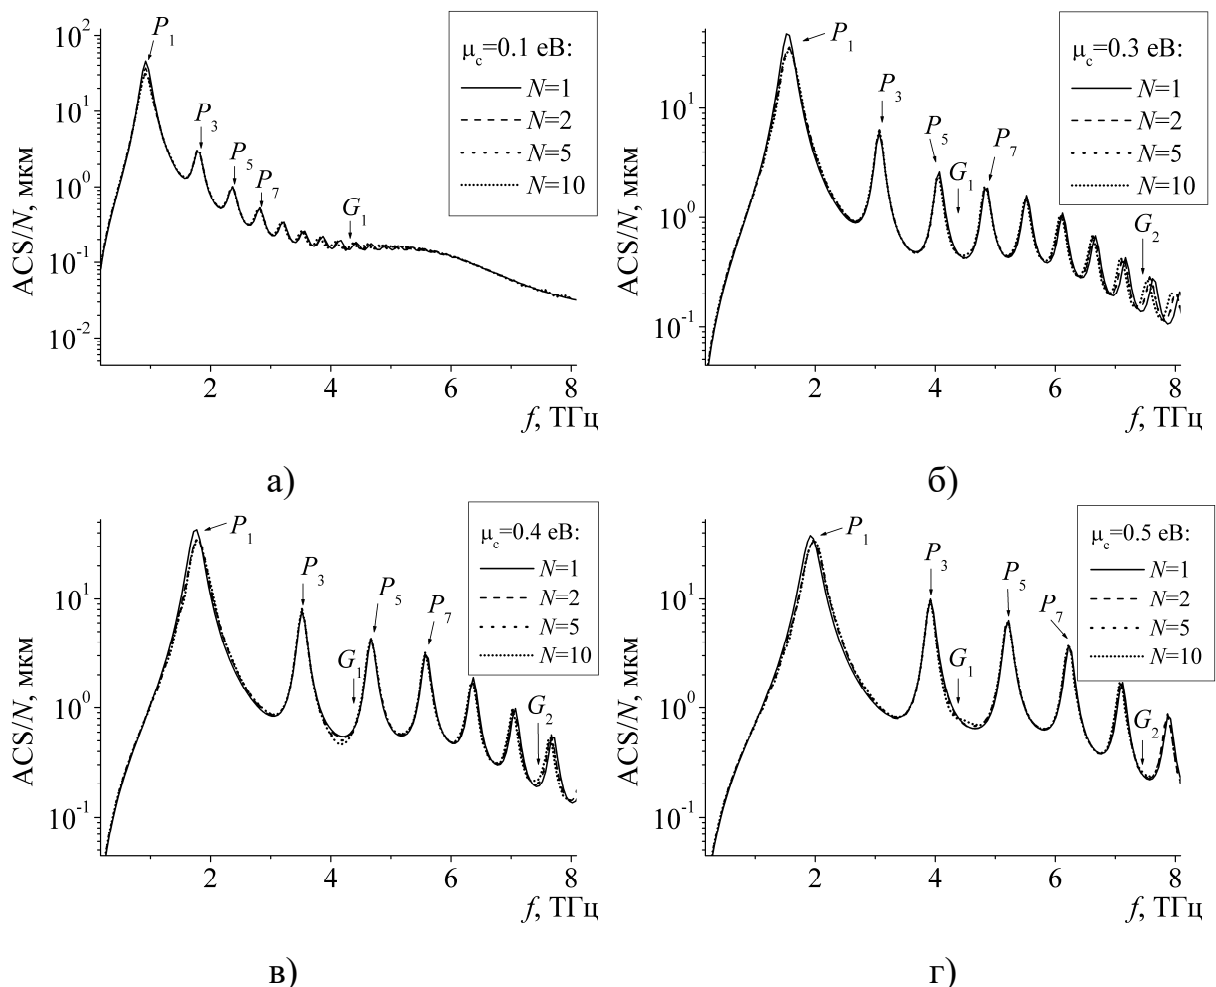 μc=0.1 eB:
N=1
N=2
N=5
N=10
P1
P3
P5
P7
G1
10^2
10^1
10^0
10^-1
10^-2
ACS/N, мкм
2 4 6 8
f, ТГц
а)
μc=0.3 eB:
N=1
N=2
N=5
N=10
P1
P3
P5
G1
P7
G2
10^1
10^0
10^-1
ACS/N, мкм
2 4 6 8
f, ТГц
б)
μc=0.4 eB:
N=1
N=2
N=5
N=10
P1
P3
P5
P7
G1
G2
10^1
10^0
10^-1
ACS/N, мкм
2 4 6 8
f, ТГц
в)
μc=0.5 eB:
N=1
N=2
N=5
N=10
P1
P3
P5
P7
G1
G2
10^1
10^0
10^-1
ACS/N, мкм
2 4 6 8
f, ТГц
г)